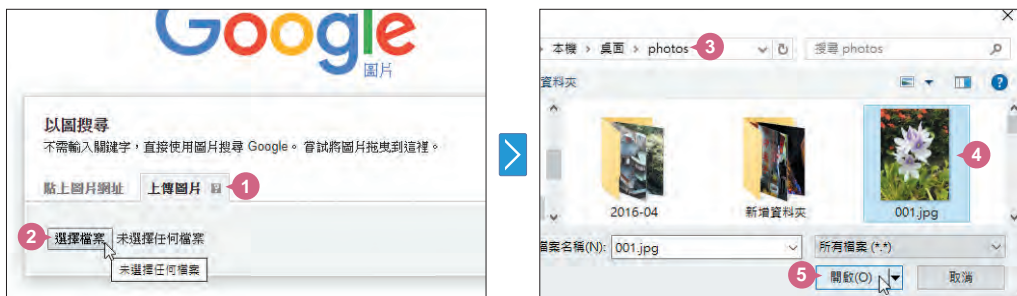 Google
圖片
以圖搜尋
不需輸入關鍵字，直接使用圖片搜尋 Google。嘗試將圖片拖曳到這裡。
貼上圖片網址 上傳圖片 1
2 選擇檔案 未選擇任何檔案
未選擇任何檔案
› 本機 › 桌面 › photos 3 搜尋 photos
資料夾
4
2016-04 新增資料夾 001.jpg
檔案名稱(N): 001.jpg 所有檔案 (*.*)
5 開啟(O) 取消